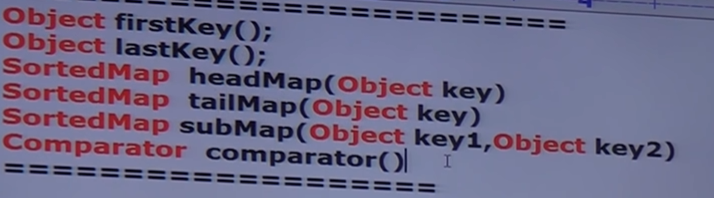 ==============================
Object firstKey();
Object lastKey();
SortedMap headMap(Object key)
SortedMap tailMap(Object key)
SortedMap subMap(Object key1,Object key2)
Comparator comparator()
====================